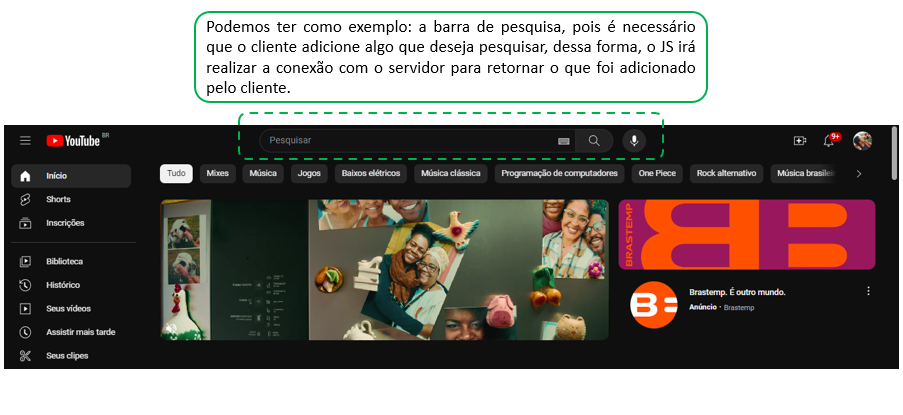 Podemos ter como exemplo: a barra de pesquisa, pois é necessário
que o cliente adicione algo que deseja pesquisar, dessa forma, o JS irá
realizar a conexão com o servidor para retornar o que foi adicionado
pelo cliente.
YouTube BR
Pesquisar
9+
Início
Shorts
Inscrições
Biblioteca
Histórico
Seus vídeos
Assistir mais tarde
Seus clipes
Tudo Mixes Música Jogos Baixos elétricos Música clássica Programação de computadores One Piece Rock alternativo Música brasilei
BRASTEMP
Brastemp. É outro mundo.
Anúncio · Brastemp